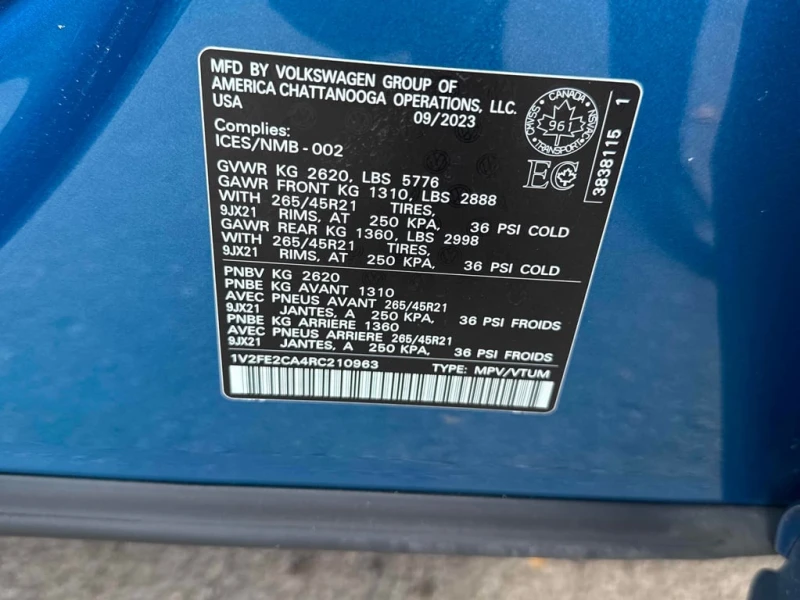 MFD BY VOLKSWAGEN GROUP OF
AMERICA CHATTANOOGA OPERATIONS, LLC.
USA
09/2023
CANADA
CMVSS
NSVAC
961
TRANSPORT
EC
3838115 1
Complies:
ICES/NMB-002
GVWR KG 2620, LBS 5776
GAWR FRONT KG 1310, LBS 2888
WITH 265/45R21 TIRES,
9JX21 RIMS, AT 250 KPA, 36 PSI COLD
GAWR REAR KG 1360, LBS 2998
WITH 265/45R21 TIRES,
9JX21 RIMS, AT 250 KPA, 36 PSI COLD
PNBV KG 2620
PNBE KG AVANT 1310
AVEC PNEUS AVANT 265/45R21
9JX21 JANTES, A 250 KPA, 36 PSI FROIDS
PNBE KG ARRIÈRE 1360
AVEC PNEUS ARRIERE 265/45R21
9JX21 JANTES, A 250 KPA, 36 PSI FROIDS
1V2FE2CA4RC210963 TYPE: MPV/VTUM